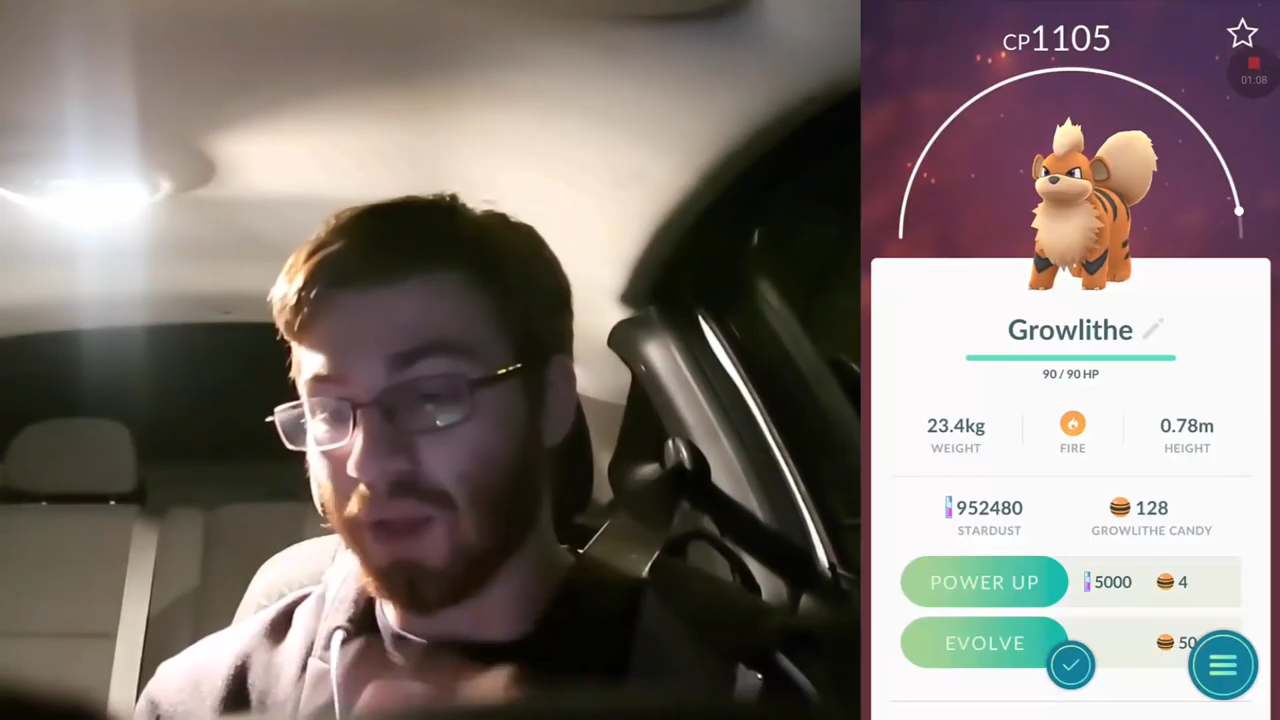 CP1105
01:08
Growlithe
90 / 90 HP
23.4kg
WEIGHT
FIRE
0.78m
HEIGHT
952480
STARDUST
128
GROWLITHE CANDY
POWER UP
5000
4
EVOLVE
50